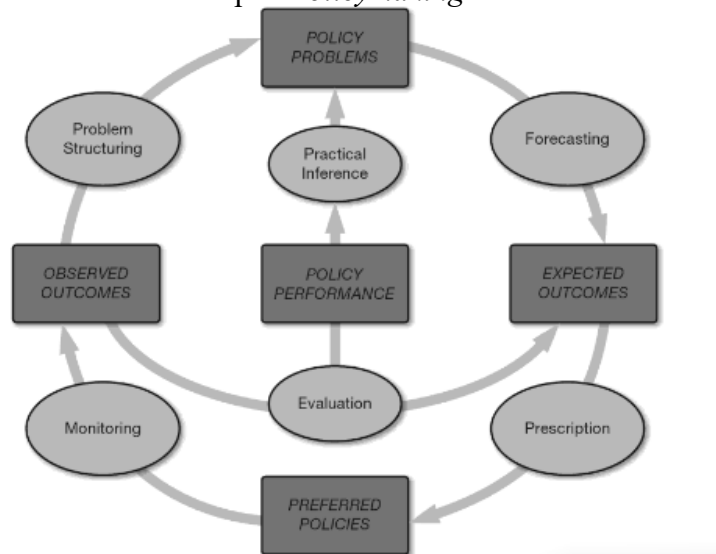 POLICY
PROBLEMS
Problem
Structuring
Forecasting
Practical
Inference
OBSERVED
OUTCOMES
POLICY
PERFORMANCE
EXPECTED
OUTCOMES
Evaluation
Monitoring
Prescription
PREFERRED
POLICIES